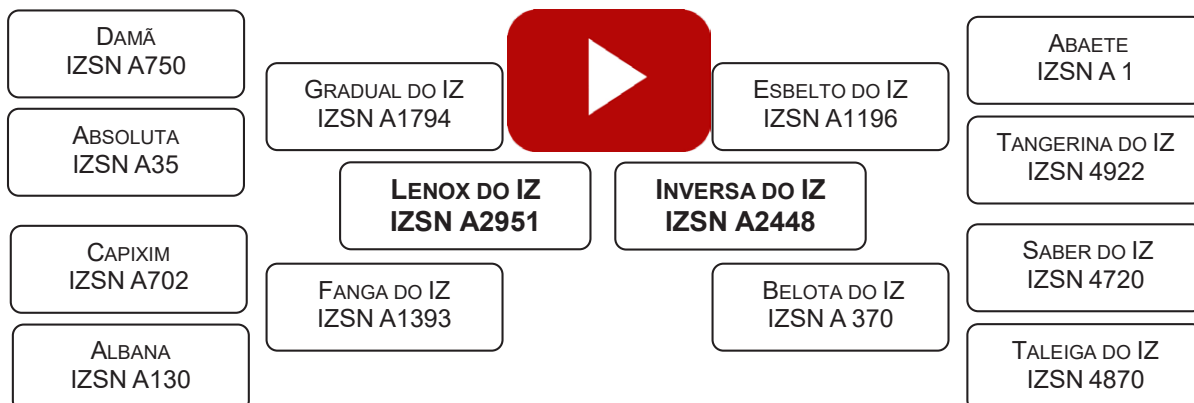 DAMÃ
IZSN A750
ABSOLUTA
IZSN A35
CAPIXIM
IZSN A702
ALBANA
IZSN A130
GRADUAL DO IZ
IZSN A1794
FANGA DO IZ
IZSN A1393
LENOX DO IZ
IZSN A2951
INVERSA DO IZ
IZSN A2448
ESBELTO DO IZ
IZSN A1196
BELOTA DO IZ
IZSN A 370
ABAETE
IZSN A 1
TANGERINA DO IZ
IZSN 4922
SABER DO IZ
IZSN 4720
TALEIGA DO IZ
IZSN 4870